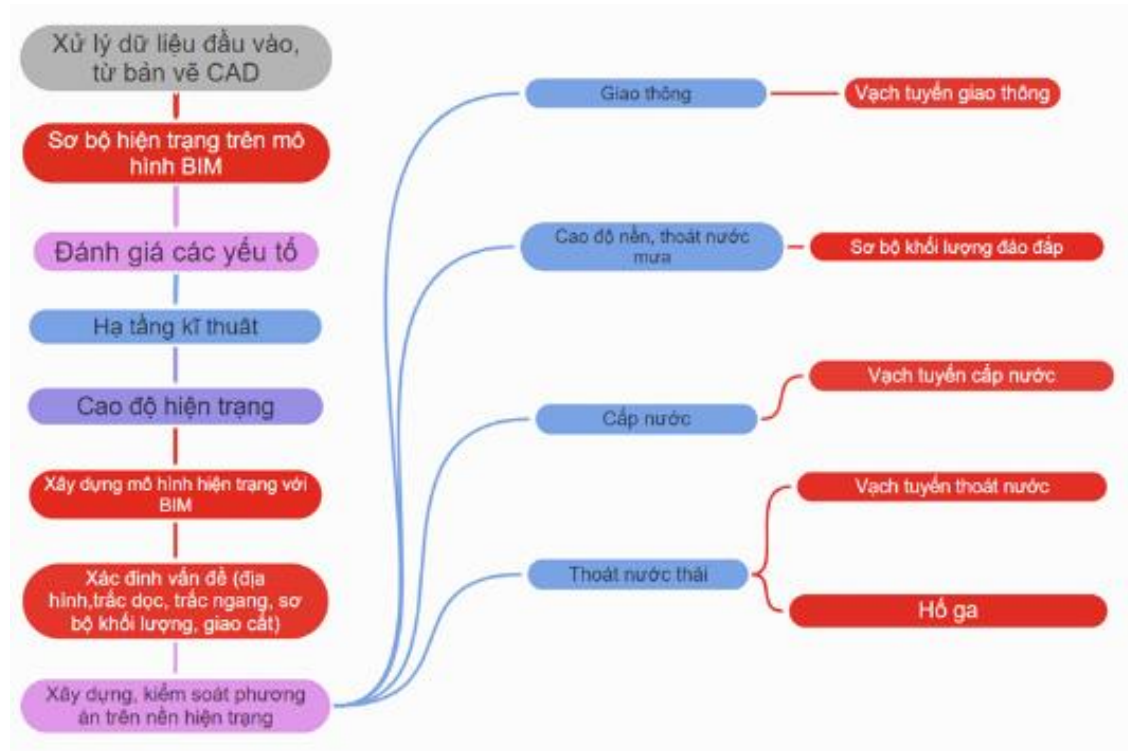 Xử lý dữ liệu đầu vào,
từ bản vẽ CAD
Sơ bộ hiện trạng trên mô
hình BIM
Đánh giá các yếu tố
Hạ tầng kĩ thuât
Cao độ hiện trạng
Xây dựng mô hình hiện trạng với
BIM
Xác đinh vấn đề (địa
hình,trắc dọc, trắc ngang, sơ
bộ khối lượng, giao cắt)
Xây dựng, kiểm soát phương
án trên nền hiện trạng
Giao thông
Vạch tuyến giao thông
Cao độ nền, thoát nước
mưa
Sơ bộ khối lượng đáo đắp
Cấp nước
Vạch tuyến cấp nước
Thoát nước thải
Vạch tuyến thoát nước
Hố ga